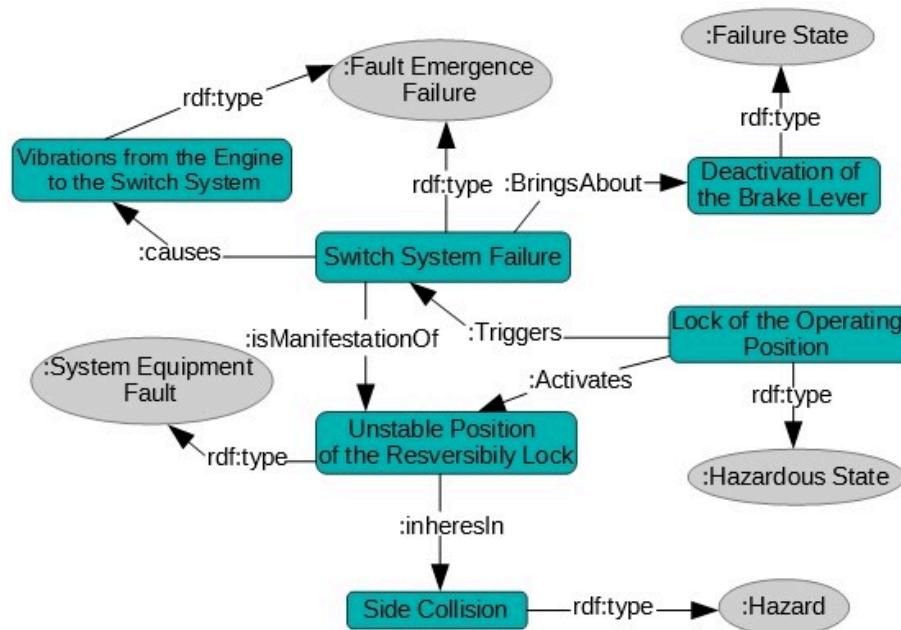 :Failure State
:Fault Emergence
Failure
rdf:type
rdf:type
Vibrations from the Engine
to the Switch System
rdf:type
:BringsAbout
Deactivation of
the Brake Lever
:causes
Switch System Failure
:isManifestationOf
:Triggers
Lock of the Operating
Position
:System Equipment
Fault
:Activates
rdf:type
Unstable Position
of the Resversibily Lock
rdf:type
:Hazardous State
:inheresIn
Side Collision
rdf:type
:Hazard